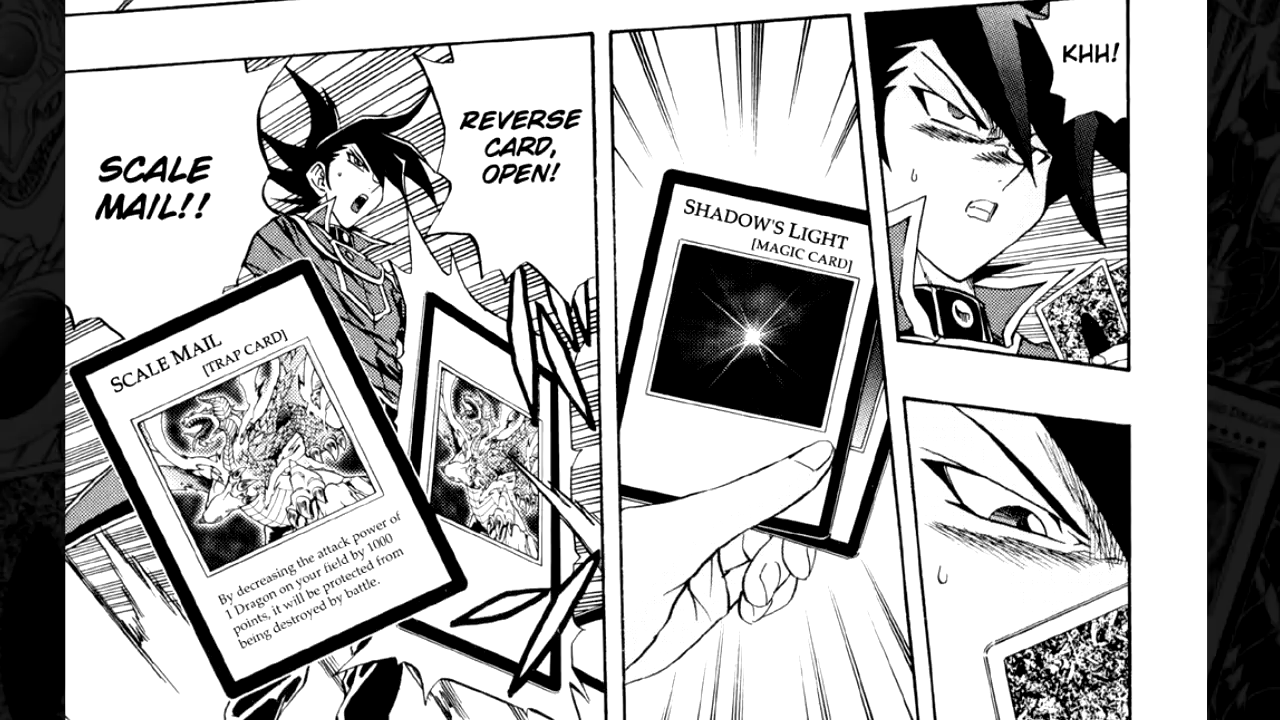 REVERSE
CARD,
OPEN!
SCALE
MAIL!!
SCALE MAIL
[TRAP CARD]
By decreasing the attack power of
1 Dragon on your field by 1000
points, it will be protected from
being destroyed by battle.
SHADOW'S LIGHT
[MAGIC CARD]
KHH!